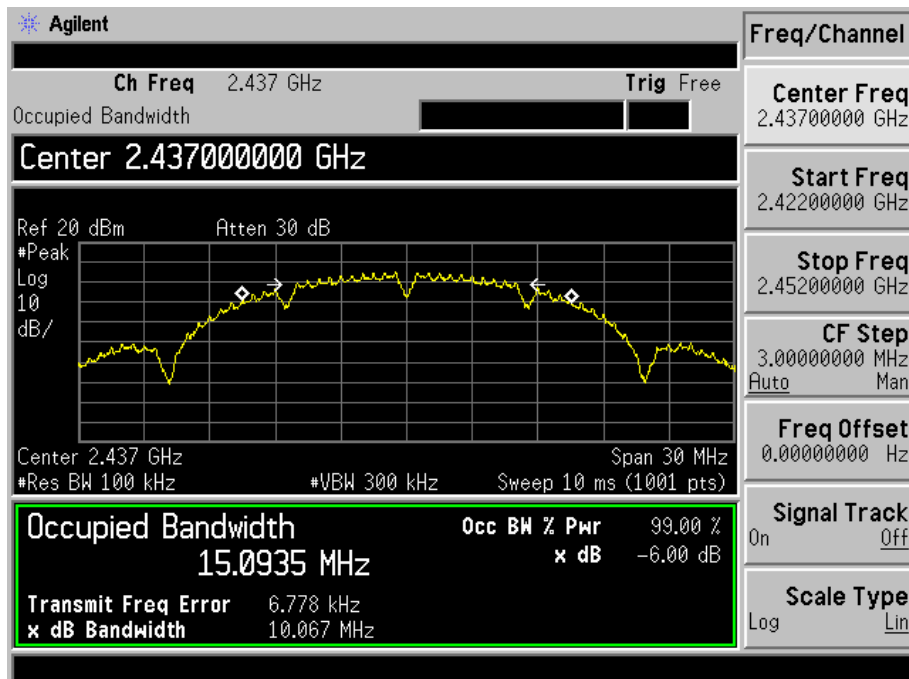 Agilent
Freq/Channel
Ch Freq 2.437 GHz Trig Free
Occupied Bandwidth
Center 2.437000000 GHz
Ref 20 dBm Atten 30 dB
#Peak
Log
10
dB/
Center 2.437 GHz Span 30 MHz
#Res BW 100 kHz #VBW 300 kHz Sweep 10 ms (1001 pts)
Occupied Bandwidth
15.0935 MHz
Occ BW % Pwr 99.00 %
x dB -6.00 dB
Transmit Freq Error 6.778 kHz
x dB Bandwidth 10.067 MHz
Center Freq
2.43700000 GHz
Start Freq
2.42200000 GHz
Stop Freq
2.45200000 GHz
CF Step
3.00000000 MHz
Auto Man
Freq Offset
0.00000000 Hz
Signal Track
On Off
Scale Type
Log Lin